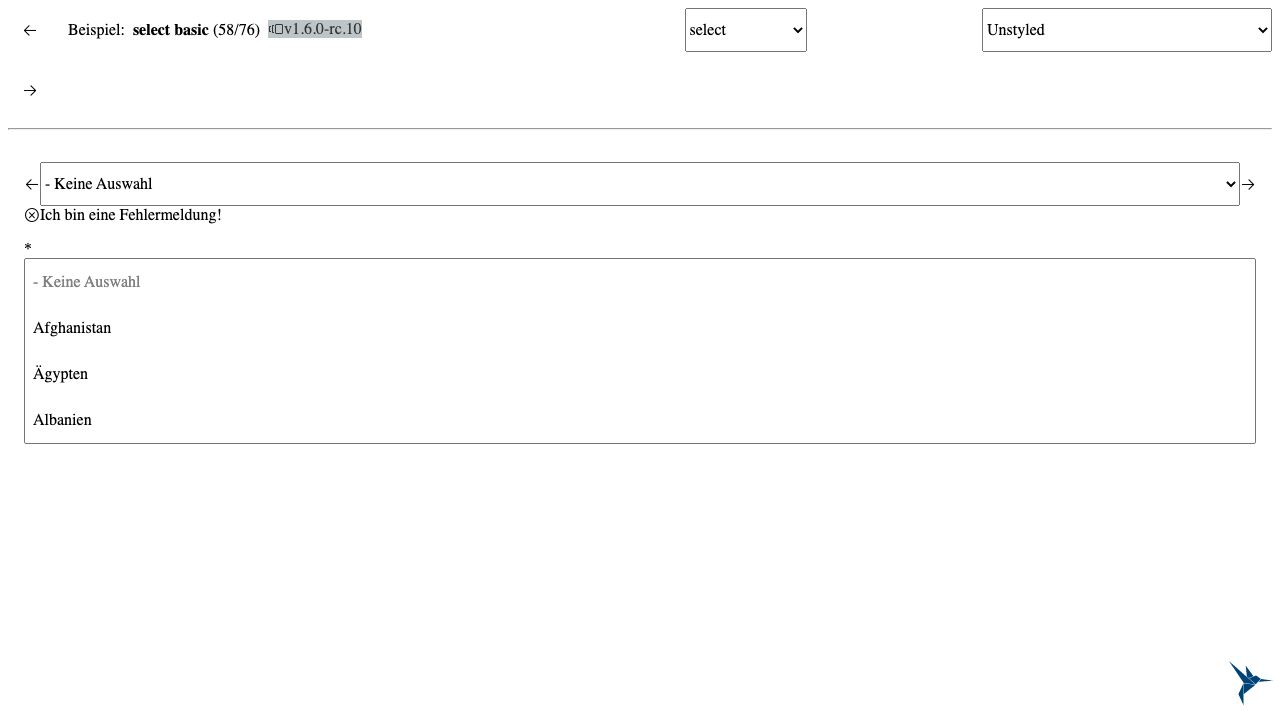 ← Beispiel: select basic (58/76) v1.6.0-rc.10 select Unstyled
→
← - Keine Auswahl →
Ich bin eine Fehlermeldung!
*
- Keine Auswahl
Afghanistan
Ägypten
Albanien